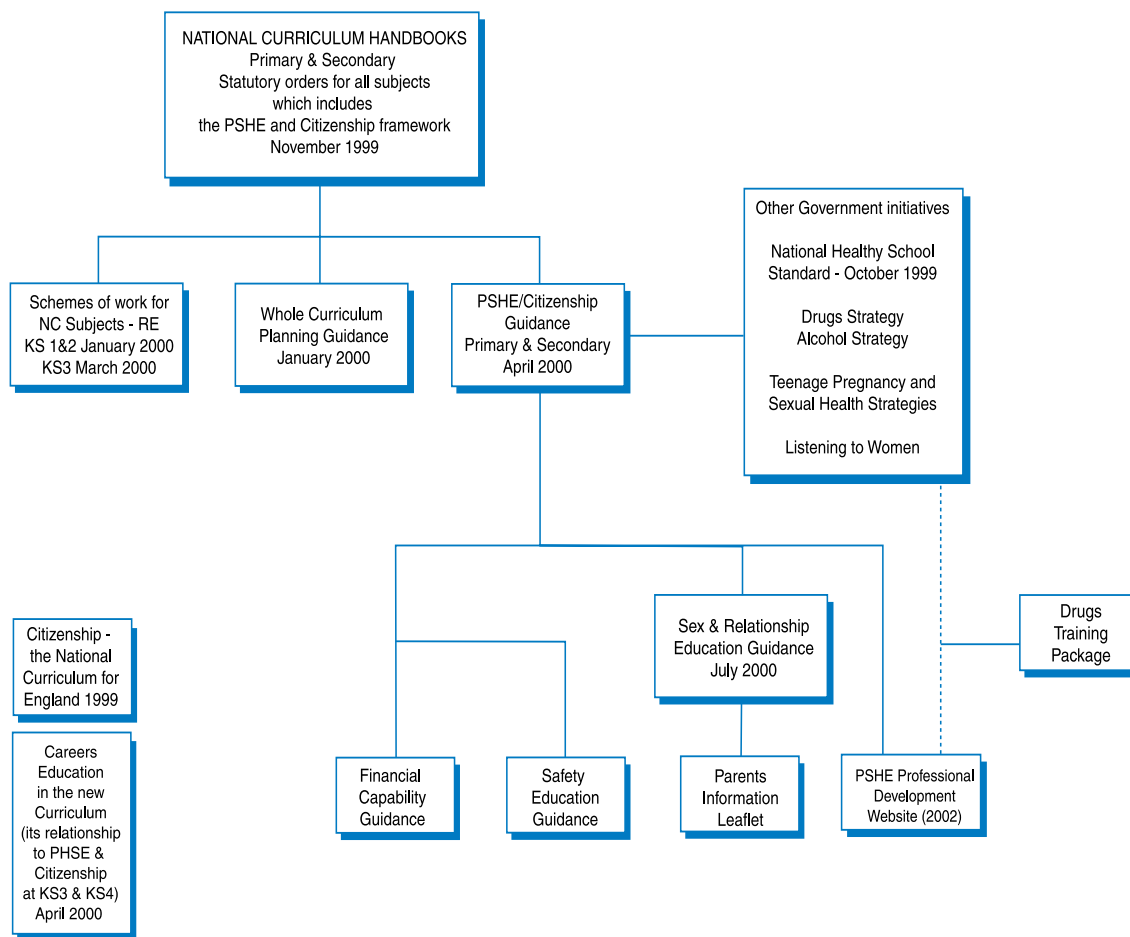 NATIONAL CURRICULUM HANDBOOKS
Primary & Secondary
Statutory orders for all subjects
which includes
the PSHE and Citizenship framework
November 1999
Other Government initiatives
National Healthy School
Standard - October 1999
Drugs Strategy
Alcohol Strategy
Teenage Pregnancy and
Sexual Health Strategies
Listening to Women
Schemes of work for
NC Subjects - RE
KS 1&2 January 2000
KS3 March 2000
Whole Curriculum
Planning Guidance
January 2000
PSHE/Citizenship
Guidance
Primary & Secondary
April 2000
Sex & Relationship
Education Guidance
July 2000
Drugs
Training
Package
Citizenship -
the National
Curriculum for
England 1999
Careers
Education
in the new
Curriculum
(its relationship
to PHSE &
Citizenship
at KS3 & KS4)
April 2000
Financial
Capability
Guidance
Safety
Education
Guidance
Parents
Information
Leaflet
PSHE Professional
Development
Website (2002)